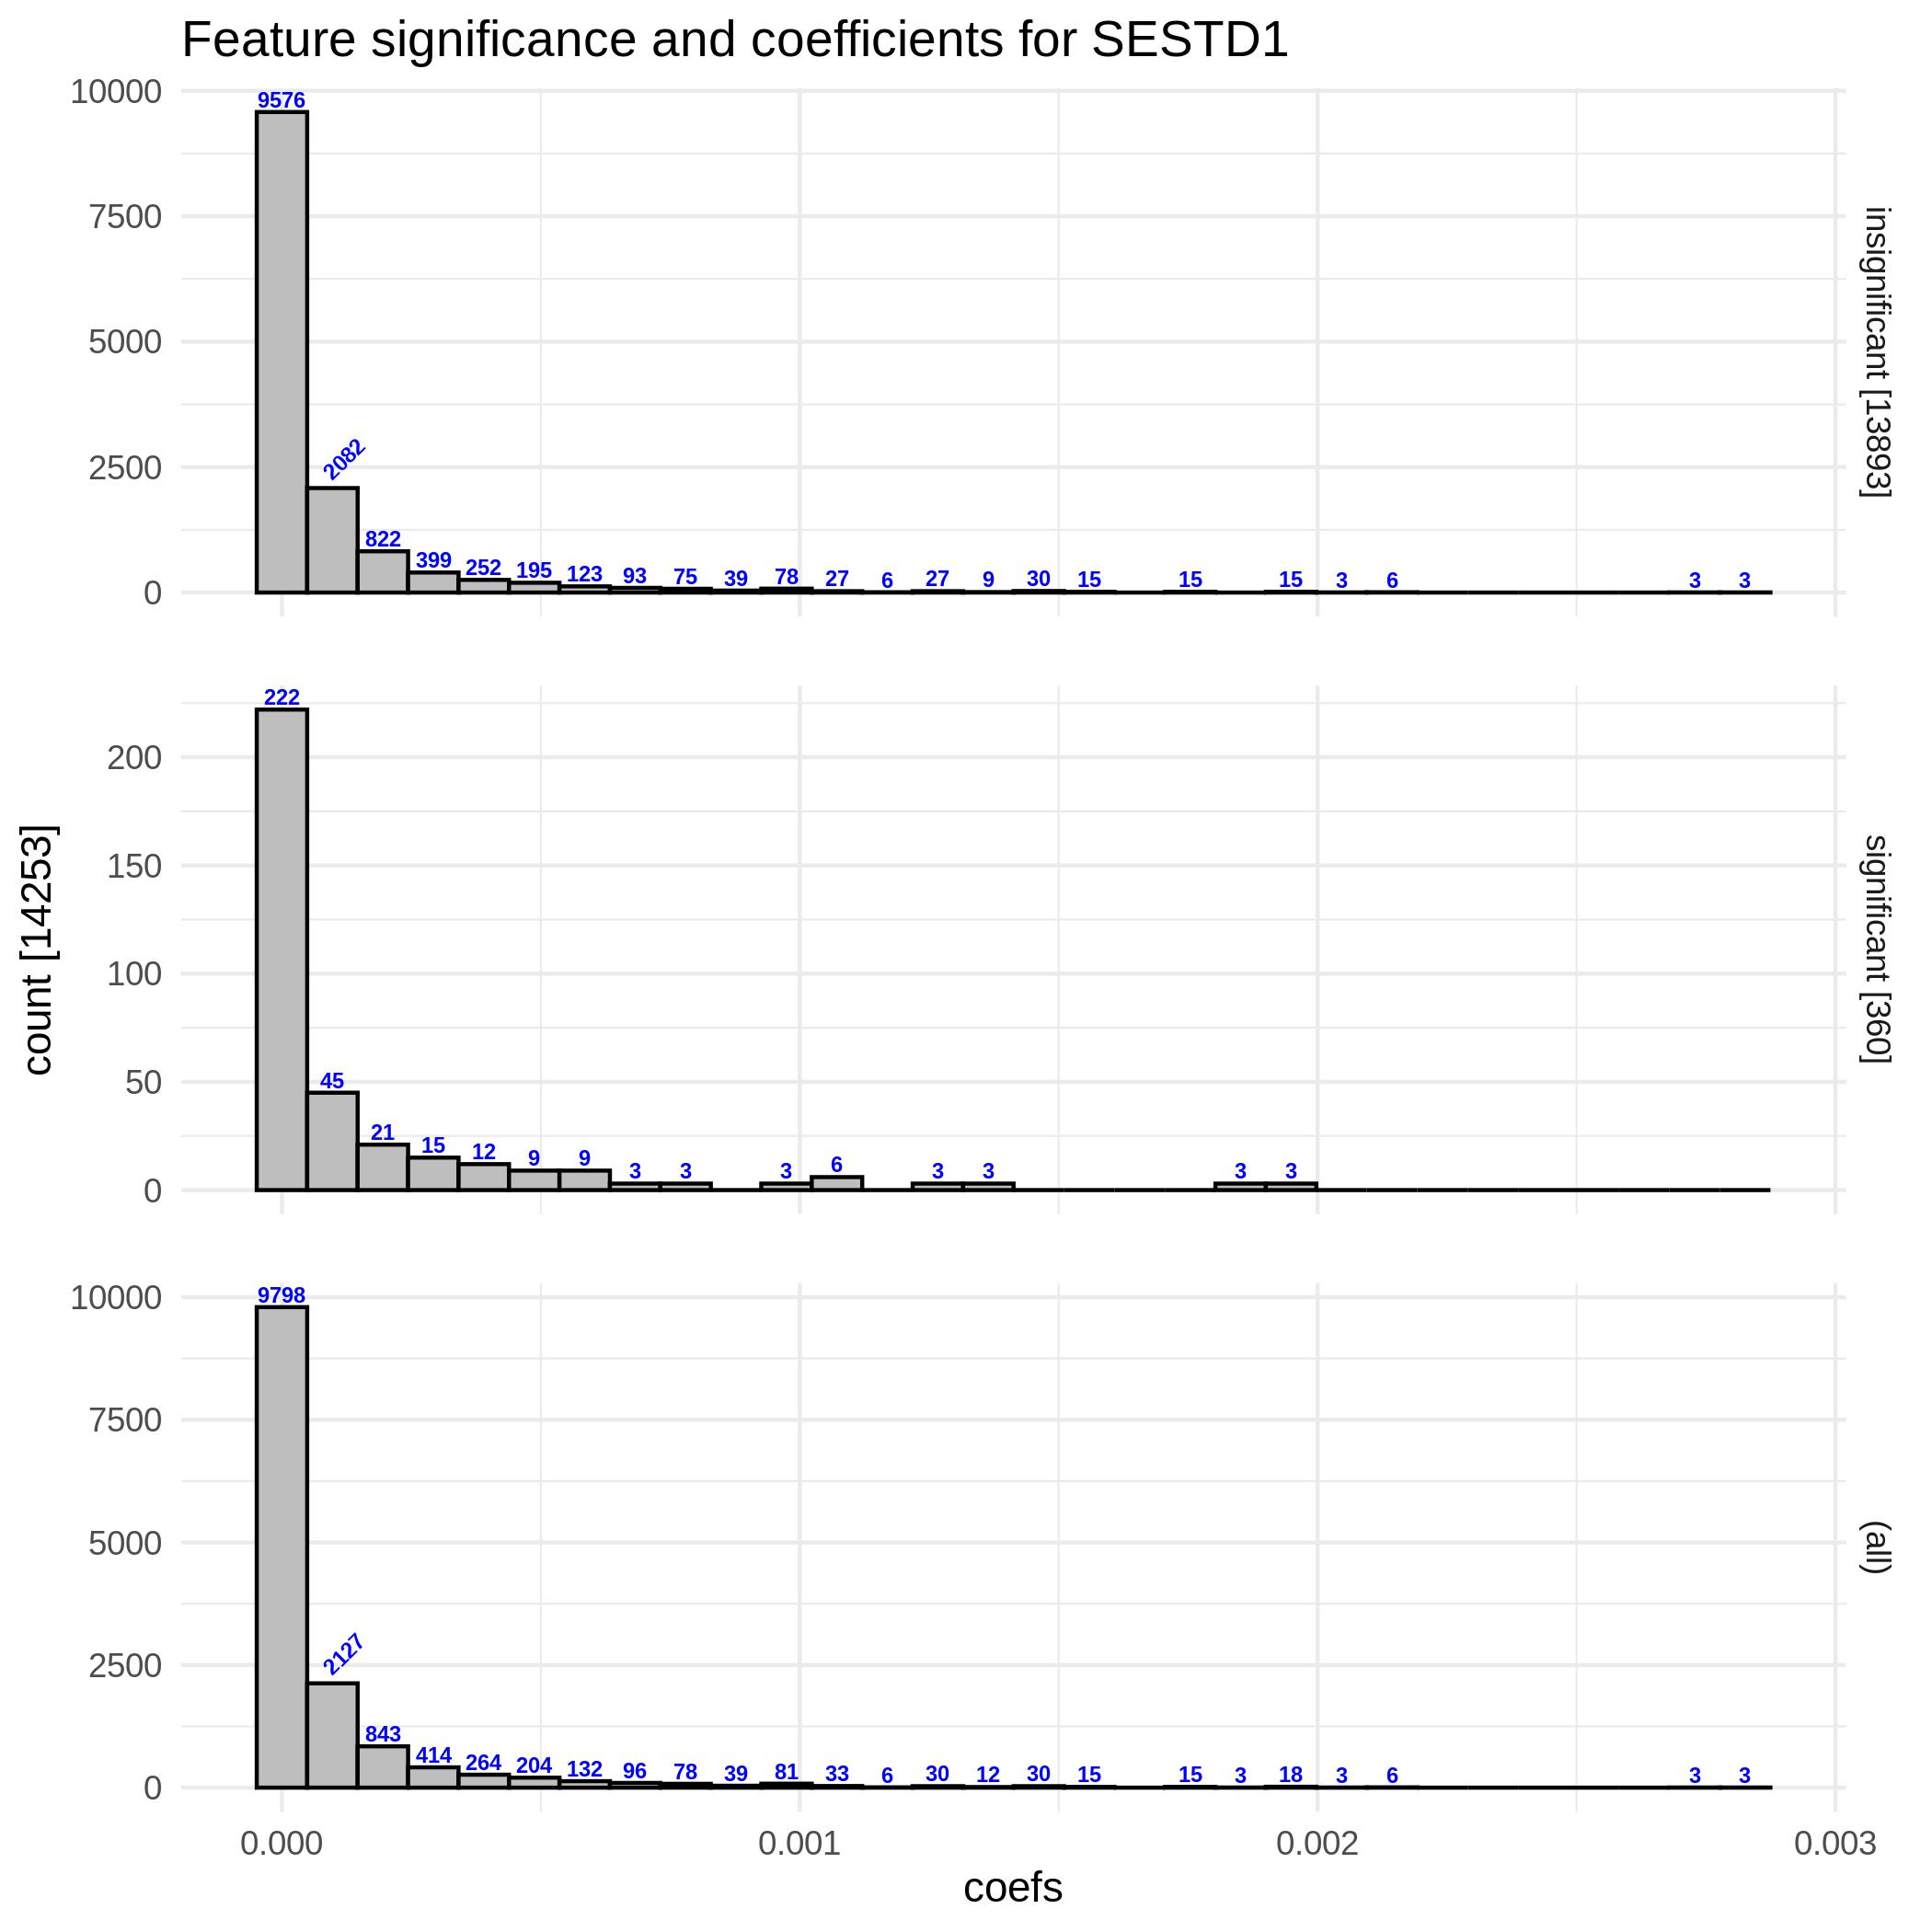 Feature significance and coefficients for SESTD1
10000
7500
5000
2500
0
9576
2082
822 399 252 195 123 93 75 39 78 27 6 27 9 30 15 15 15 3 6 3 3
insignificant [13893]
200
150
100
50
0
222
45 21 15 12 9 9 3 3 3 6 3 3 3 3
significant [360]
count [14253]
10000
7500
5000
2500
0
9798
2127
843 414 264 204 132 96 78 39 81 33 6 30 12 30 15 15 3 18 3 6 3 3
(all)
0.000 0.001 0.002 0.003
coefs